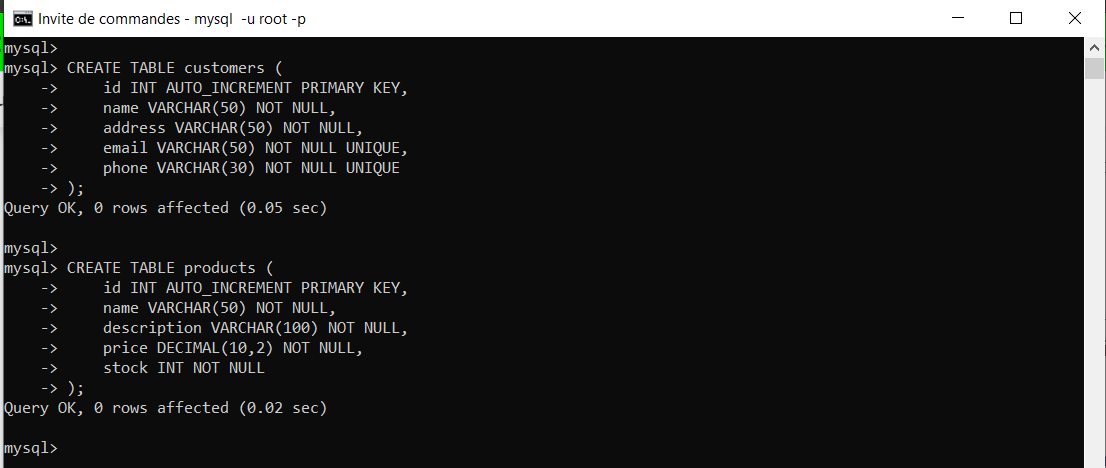 Invite de commandes - mysql  -u root -p
mysql>
mysql> CREATE TABLE customers (
    ->     id INT AUTO_INCREMENT PRIMARY KEY,
    ->     name VARCHAR(50) NOT NULL,
    ->     address VARCHAR(50) NOT NULL,
    ->     email VARCHAR(50) NOT NULL UNIQUE,
    ->     phone VARCHAR(30) NOT NULL UNIQUE
    -> );
Query OK, 0 rows affected (0.05 sec)

mysql>
mysql> CREATE TABLE products (
    ->     id INT AUTO_INCREMENT PRIMARY KEY,
    ->     name VARCHAR(50) NOT NULL,
    ->     description VARCHAR(100) NOT NULL,
    ->     price DECIMAL(10,2) NOT NULL,
    ->     stock INT NOT NULL
    -> );
Query OK, 0 rows affected (0.02 sec)

mysql>